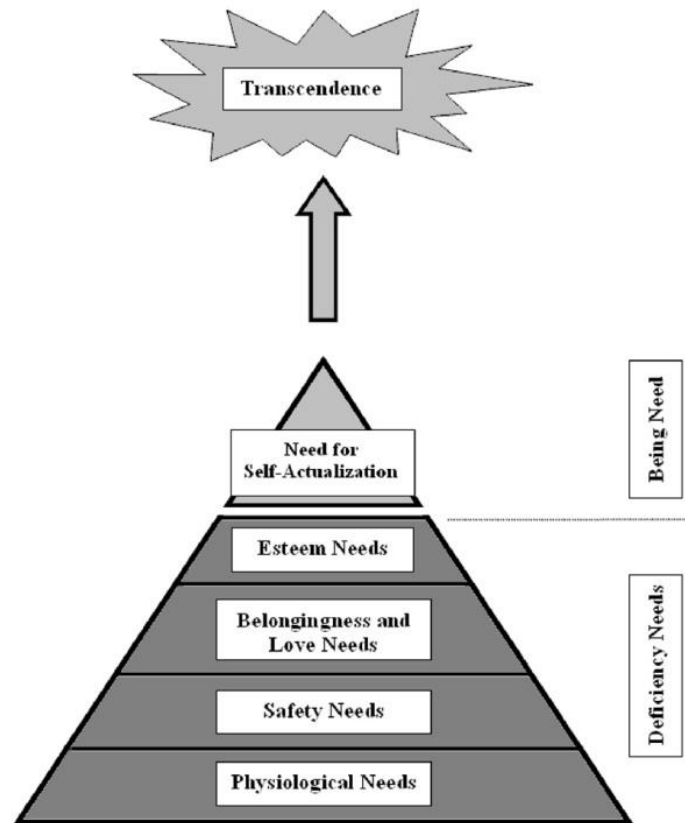 Transcendence
Need for
Self-Actualization
Being Need
Esteem Needs
Belongingness and
Love Needs
Safety Needs
Physiological Needs
Deficiency Needs